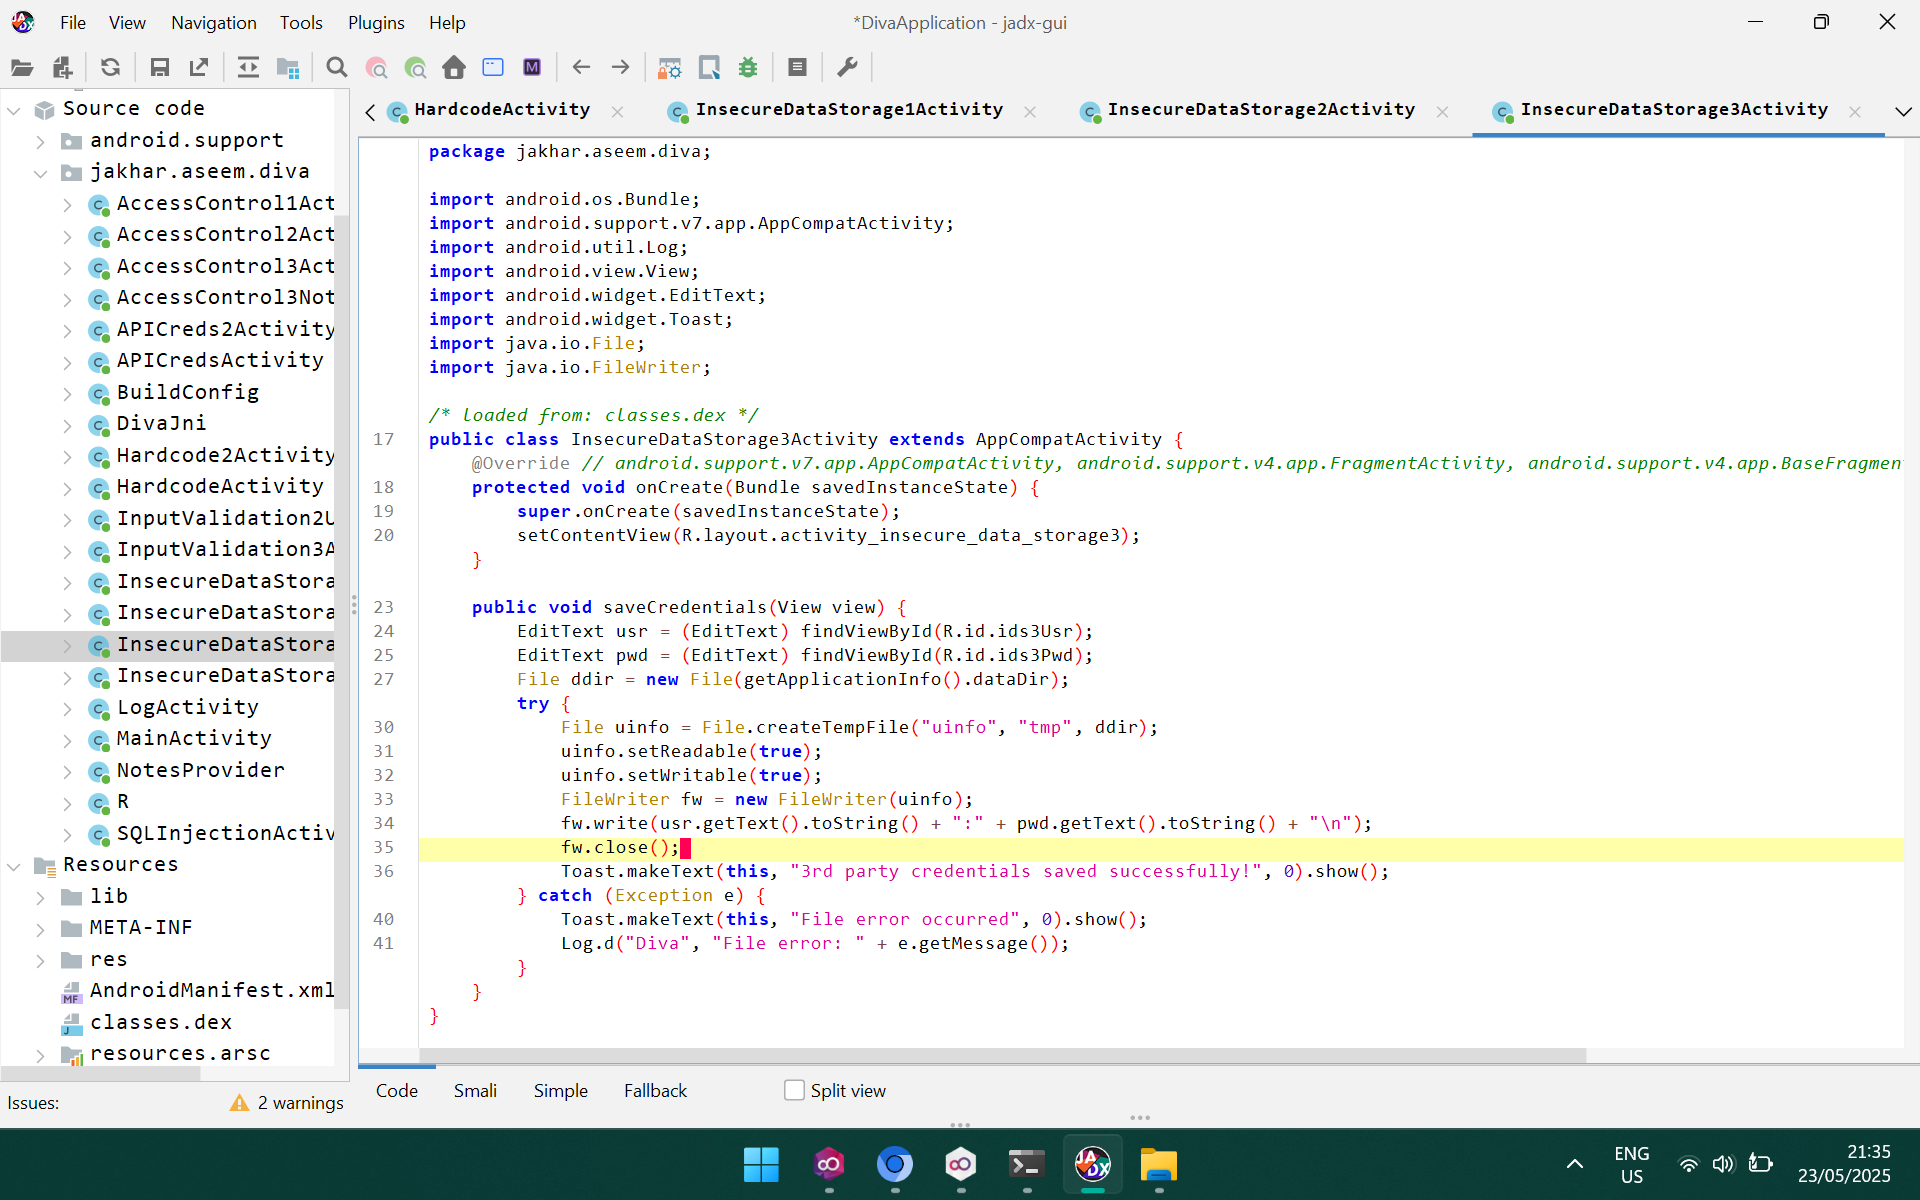 File View Navigation Tools Plugins Help
*DivaApplication - jadx-gui
HardcodeActivity
InsecureDataStorage1Activity
InsecureDataStorage2Activity
InsecureDataStorage3Activity
Source code
android.support
jakhar.aseem.diva
AccessControl1Act
AccessControl2Act
AccessControl3Act
AccessControl3Not
APICreds2Activity
APICredsActivity
BuildConfig
DivaJni
Hardcode2Activity
HardcodeActivity
InputValidation2U
InputValidation3A
InsecureDataStora
InsecureDataStora
InsecureDataStora
InsecureDataStora
LogActivity
MainActivity
NotesProvider
R
SQLInjectionActiv
Resources
lib
META-INF
res
AndroidManifest.xml
classes.dex
resources.arsc
Issues:
2 warnings
package jakhar.aseem.diva;
import android.os.Bundle;
import android.support.v7.app.AppCompatActivity;
import android.util.Log;
import android.view.View;
import android.widget.EditText;
import android.widget.Toast;
import java.io.File;
import java.io.FileWriter;
/* loaded from: classes.dex */
17 public class InsecureDataStorage3Activity extends AppCompatActivity {
@Override // android.support.v7.app.AppCompatActivity, android.support.v4.app.FragmentActivity, android.support.v4.app.BaseFragmen
18 protected void onCreate(Bundle savedInstanceState) {
19 super.onCreate(savedInstanceState);
20 setContentView(R.layout.activity_insecure_data_storage3);
}
23 public void saveCredentials(View view) {
24 EditText usr = (EditText) findViewById(R.id.ids3Usr);
25 EditText pwd = (EditText) findViewById(R.id.ids3Pwd);
27 File ddir = new File(getApplicationInfo().dataDir);
try {
30 File uinfo = File.createTempFile("uinfo", "tmp", ddir);
31 uinfo.setReadable(true);
32 uinfo.setWritable(true);
33 FileWriter fw = new FileWriter(uinfo);
34 fw.write(usr.getText().toString() + ":" + pwd.getText().toString() + "\n");
35 fw.close();
36 Toast.makeText(this, "3rd party credentials saved successfully!", 0).show();
} catch (Exception e) {
40 Toast.makeText(this, "File error occurred", 0).show();
41 Log.d("Diva", "File error: " + e.getMessage());
}
}
}
Code Smali Simple Fallback Split view
ENG
US
21:35
23/05/2025